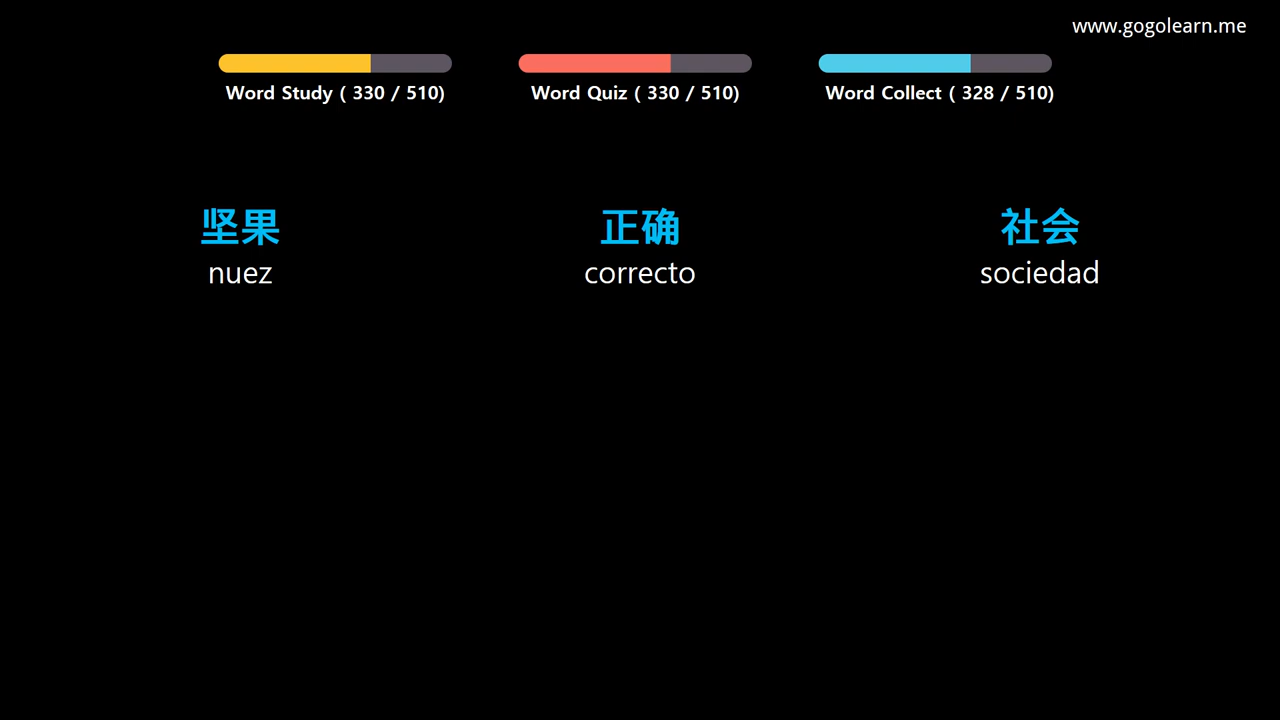 www.gogolearn.me
Word Study ( 330 / 510)
Word Quiz ( 330 / 510)
Word Collect ( 328 / 510)
坚果
nuez
正确
correcto
社会
sociedad